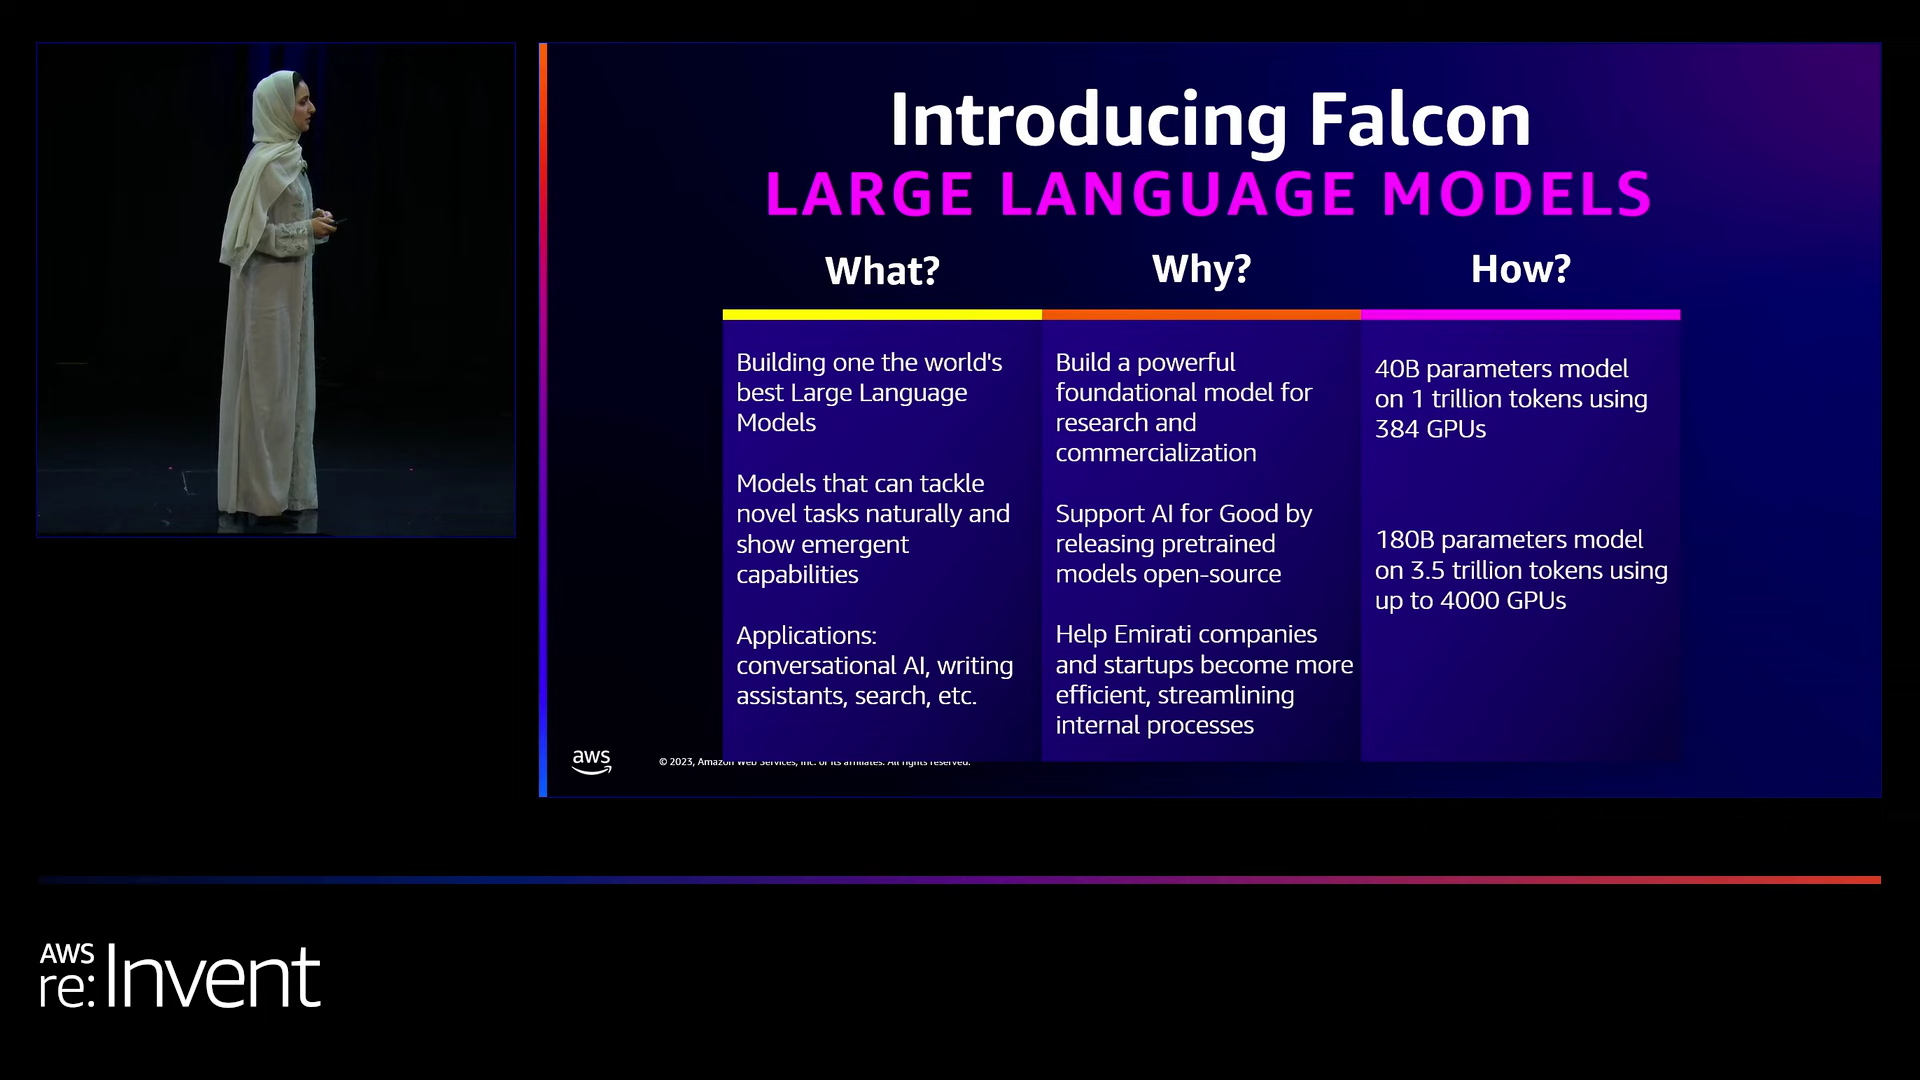 Introducing Falcon
LARGE LANGUAGE MODELS
What?
Building one the world's
best Large Language
Models
Models that can tackle
novel tasks naturally and
show emergent
capabilities
Applications:
conversational AI, writing
assistants, search, etc.
Why?
Build a powerful
foundational model for
research and
commercialization
Support AI for Good by
releasing pretrained
models open-source
Help Emirati companies
and startups become more
efficient, streamlining
internal processes
How?
40B parameters model
on 1 trillion tokens using
384 GPUs
180B parameters model
on 3.5 trillion tokens using
up to 4000 GPUs
aws
© 2023, Amazon Web Services, Inc. or its affiliates. All rights reserved.
AWS
re:Invent